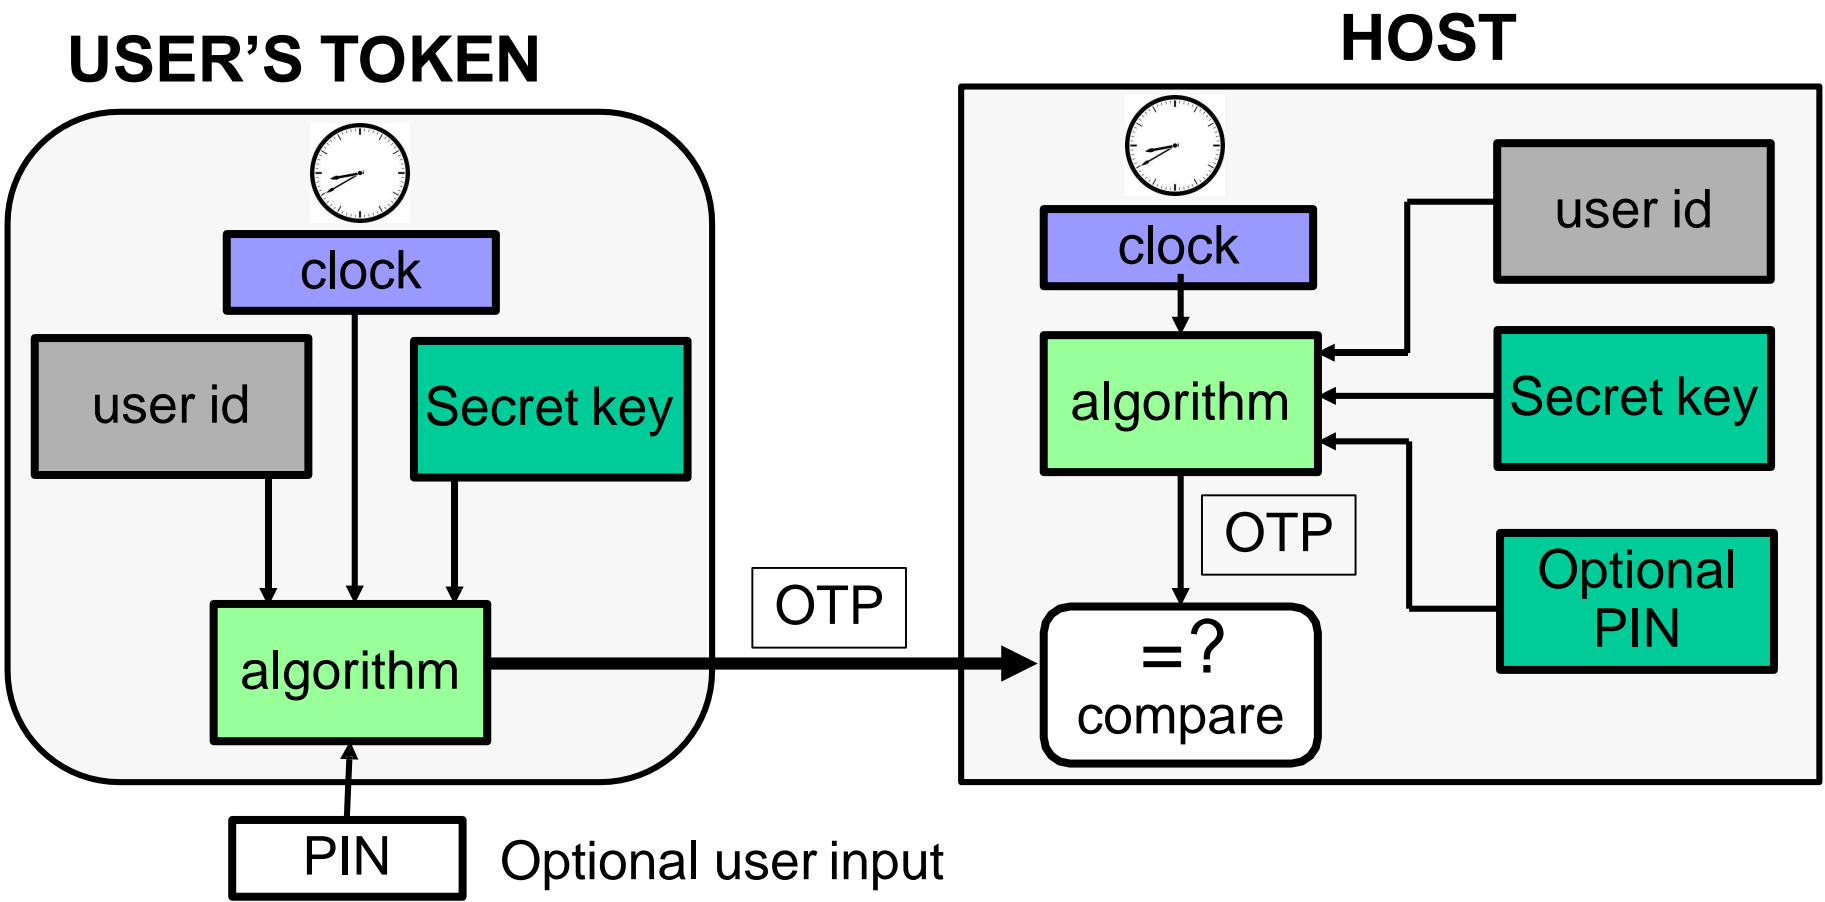 USER’S TOKEN
clock
user id
Secret key
algorithm
PIN
Optional user input
OTP
HOST
clock
user id
algorithm
Secret key
OTP
Optional
PIN
=?
compare